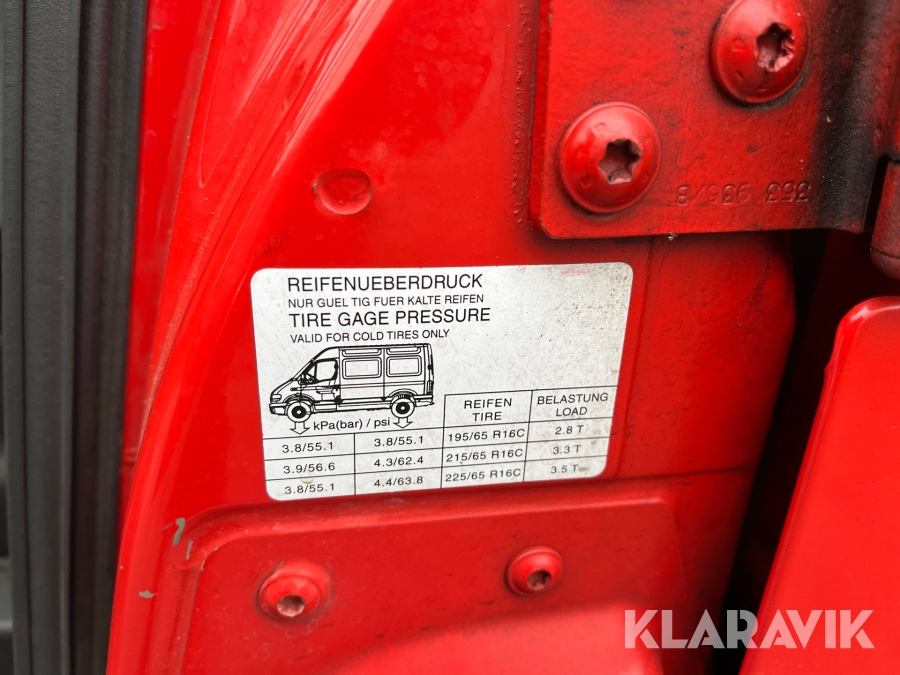 REIFENUEBERDRUCK
NUR GUEL TIG FUER KALTE REIFEN
TIRE GAGE PRESSURE
VALID FOR COLD TIRES ONLY
kPa(bar) / psi
REIFEN TIRE BELASTUNG LOAD
3.8/55.1 3.8/55.1 195/65 R16C 2.8 T
3.9/56.6 4.3/62.4 215/65 R16C 3.3 T
3.8/55.1 4.4/63.8 225/65 R16C 3.5 T
KLARAVIK